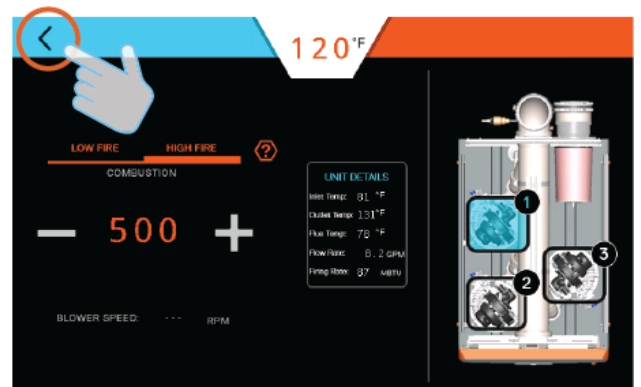 120°F
LOW FIRE HIGH FIRE ?
COMBUSTION
− 500 +
BLOWER SPEED: --- RPM
UNIT DETAILS
Inlet Temp: 81 °F
Outlet Temp: 131°F
Flue Temp: 78 °F
Flow Rate: 8.2 GPM
Firing Rate: 87 MBTU
1
3
2